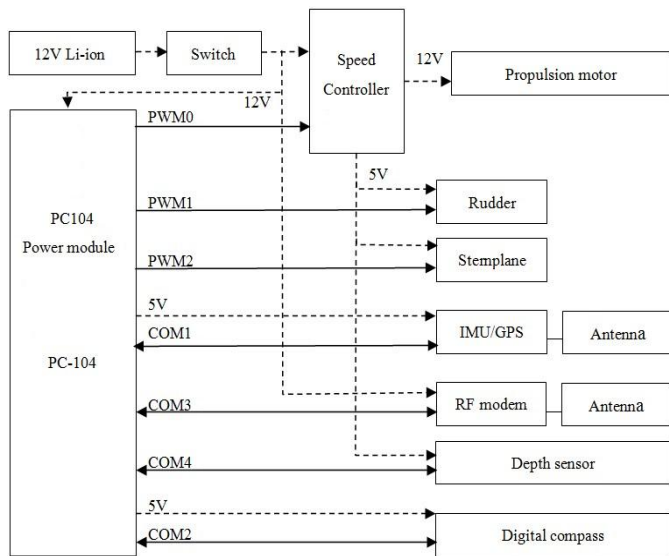 12V Li-ion
Switch
Speed
Controller
12V
Propulsion motor
12V
PWM0
5V
PWM1
Rudder
PC104
Power module
PWM2
Sternplane
5V
COM1
IMU/GPS
Antenna
PC-104
COM3
RF modem
Antenna
COM4
Depth sensor
5V
COM2
Digital compass